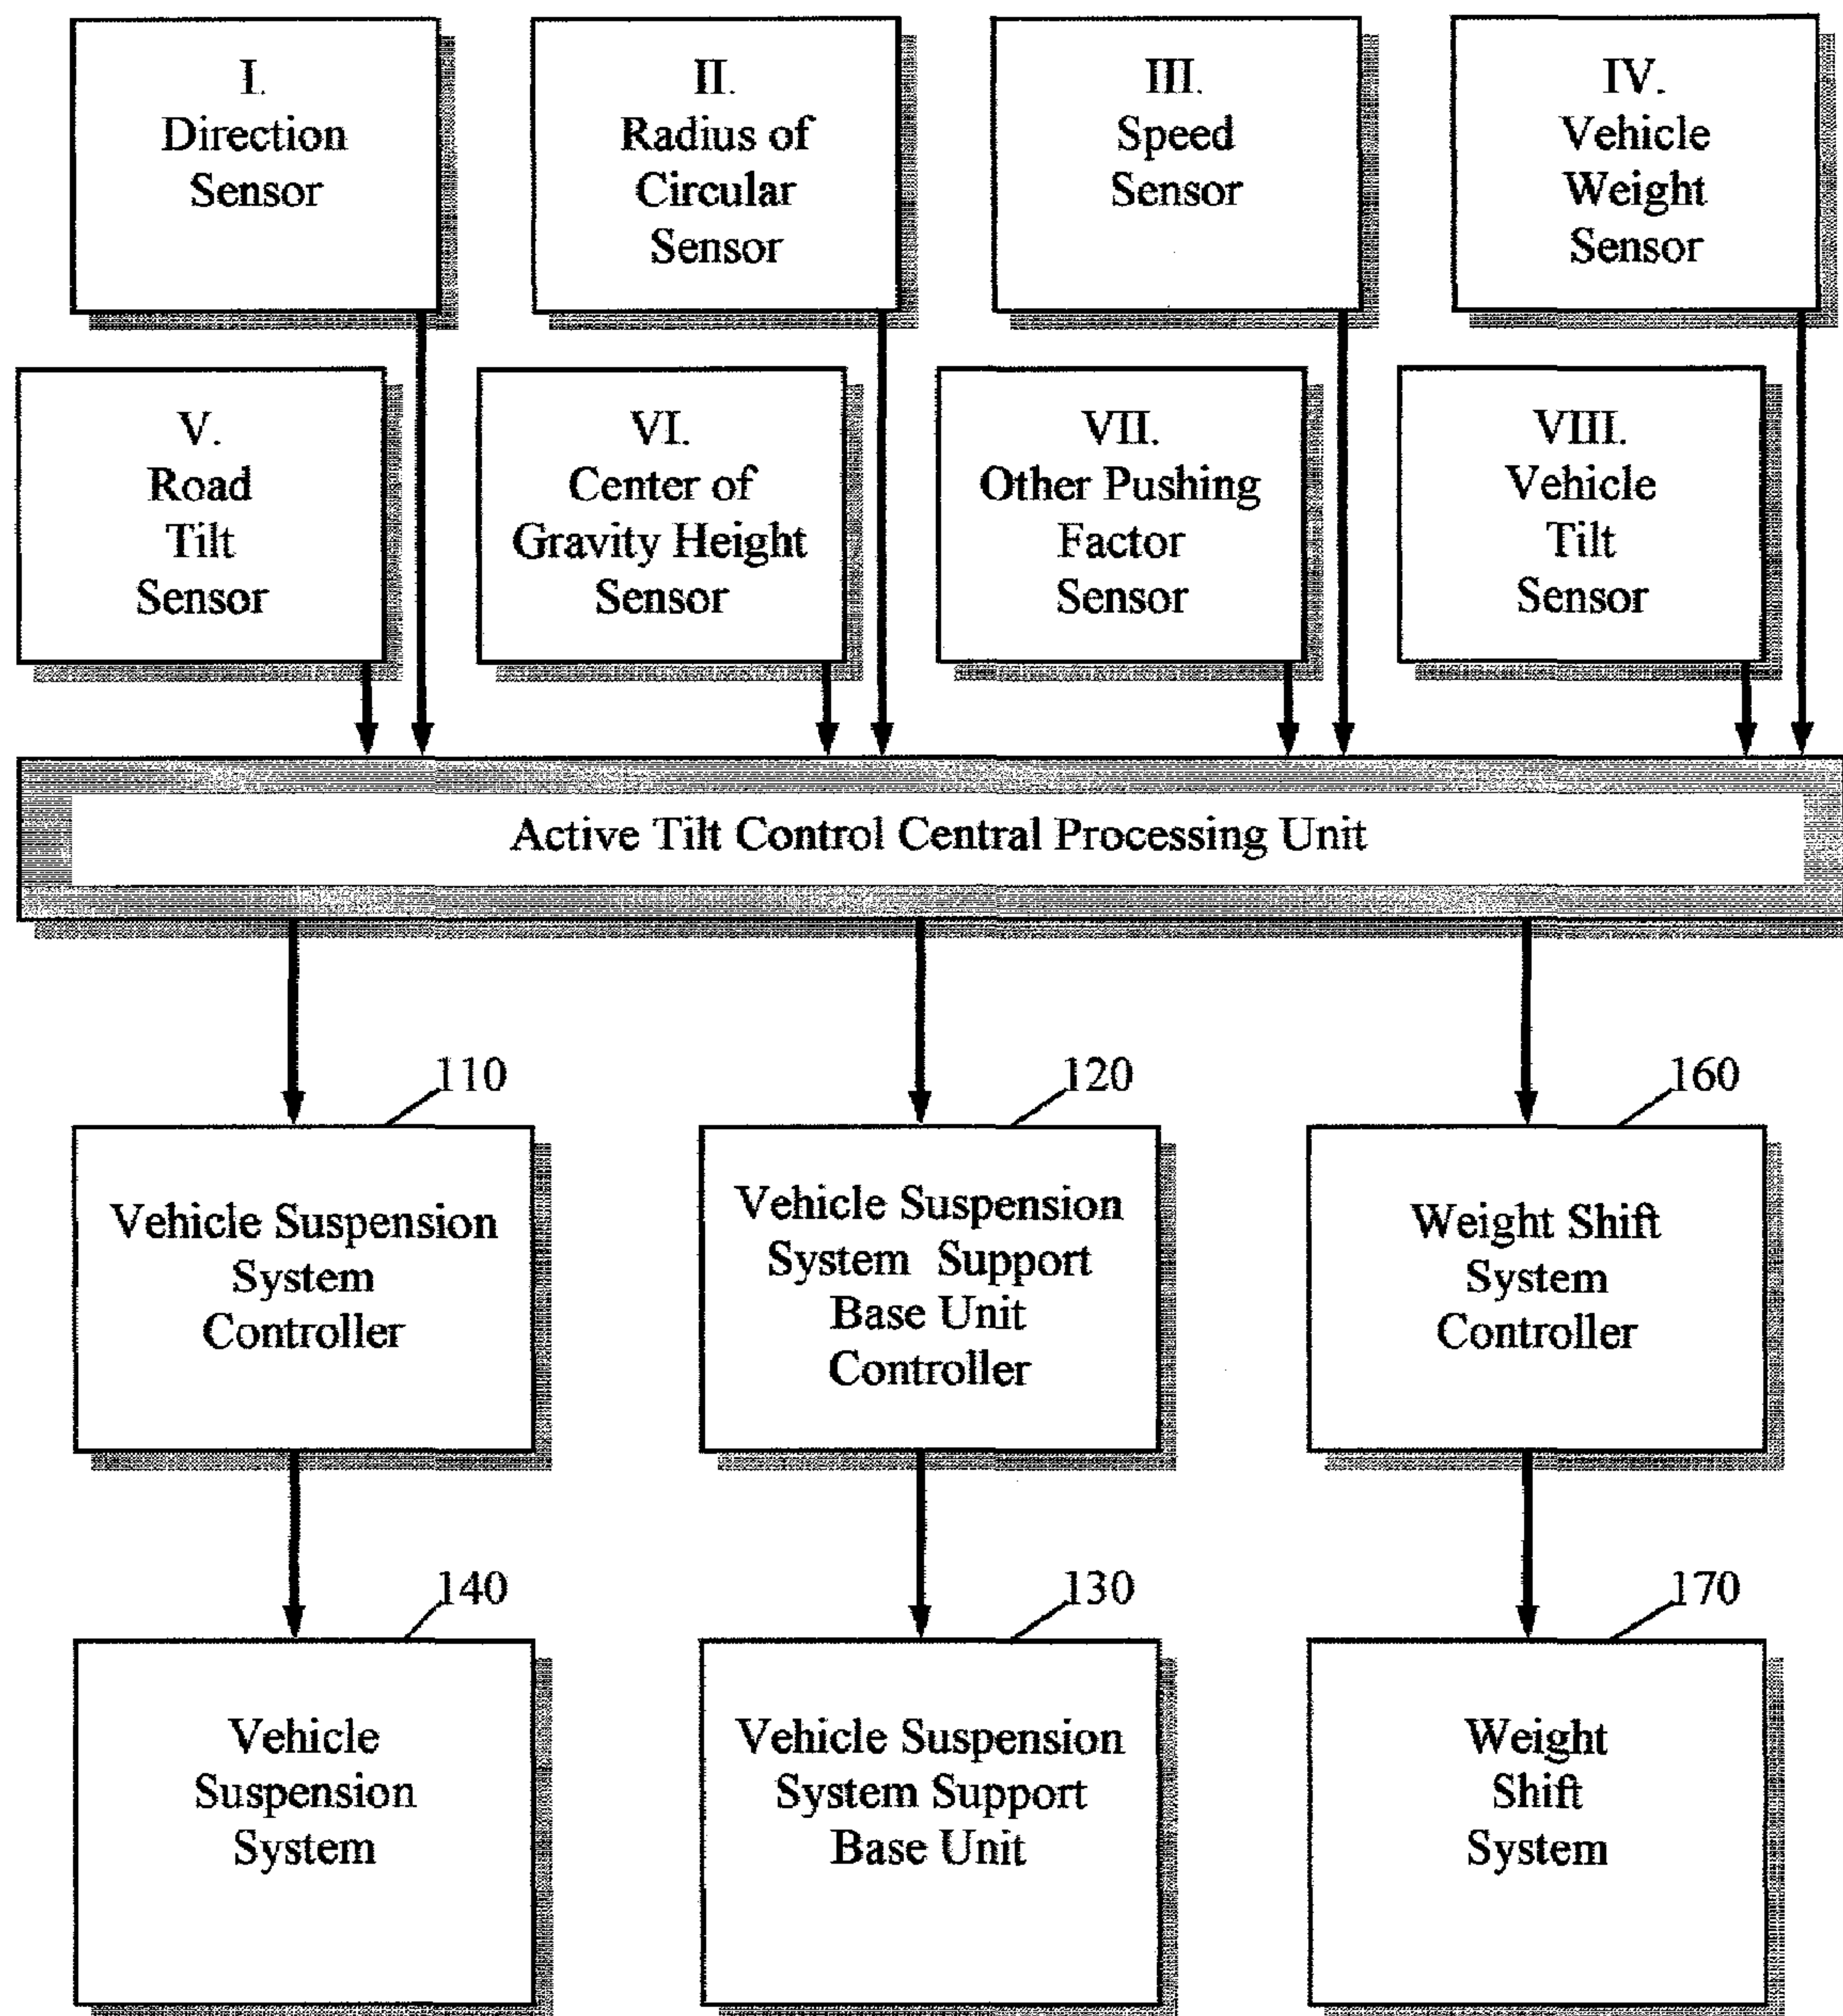 I.
Direction
Sensor
II.
Radius of
Circular
Sensor
III.
Speed
Sensor
IV.
Vehicle
Weight
Sensor
V.
Road
Tilt
Sensor
VI.
Center of
Gravity Height
Sensor
VII.
Other Pushing
Factor
Sensor
VIII.
Vehicle
Tilt
Sensor
Active Tilt Control Central Processing Unit
110
Vehicle Suspension
System
Controller
120
Vehicle Suspension
System Support
Base Unit
Controller
160
Weight Shift
System
Controller
140
Vehicle
Suspension
System
130
Vehicle Suspension
System Support
Base Unit
170
Weight
Shift
System